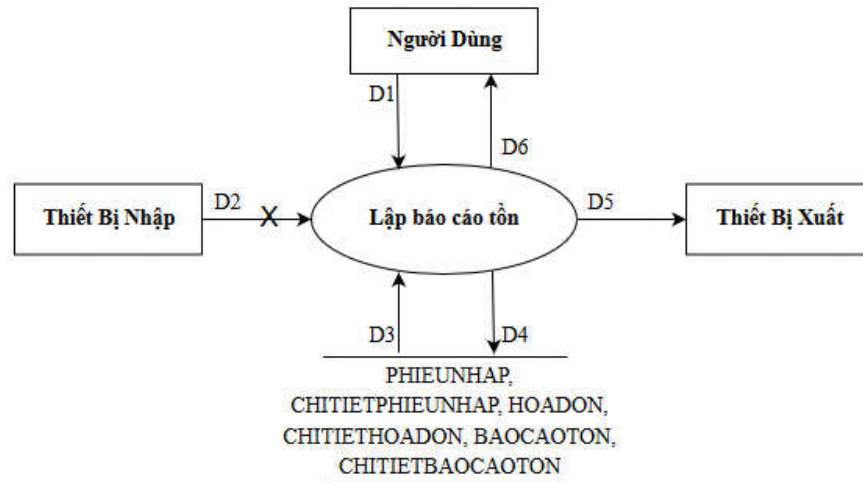 Người Dùng
D1
D6
Thiết Bị Nhập
D2
X
Lập báo cáo tồn
D5
Thiết Bị Xuất
D3
D4
PHIEUNHAP,
CHITIETPHIEUNHAP, HOADON,
CHITIETHOADON, BAOCAOTON,
CHITIETBAOCAOTON